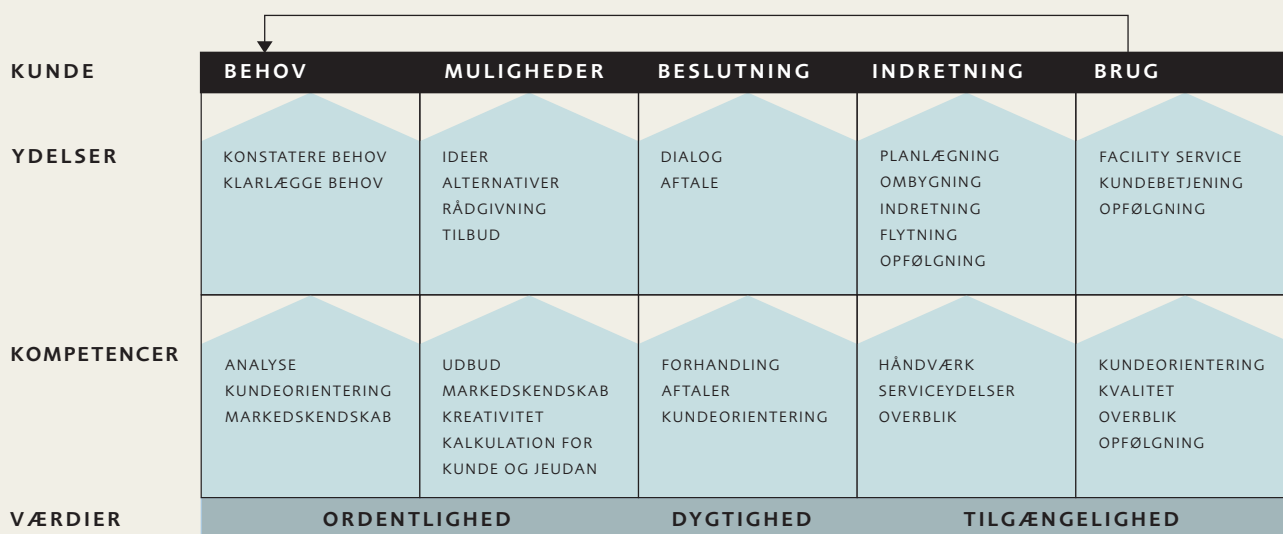 KUNDE
BEHOV
MULIGHEDER
BESLUTNING
INDRETNING
BRUG
YDELSER
KONSTATERE BEHOV
KLARLÆGGE BEHOV
IDEER
ALTERNATIVER
RÅDGIVNING
TILBUD
DIALOG
AFTALE
PLANLÆGNING
OMBYGNING
INDRETNING
FLYTNING
OPFØLGNING
FACILITY SERVICE
KUNDEBETJENING
OPFØLGNING
KOMPETENCER
ANALYSE
KUNDEORIENTERING
MARKEDSKENDSKAB
UDBUD
MARKEDSKENDSKAB
KREATIVITET
KALKULATION FOR
KUNDE OG JEUDAN
FORHANDLING
AFTALER
KUNDEORIENTERING
HÅNDVÆRK
SERVICEYDELSER
OVERBLIK
KUNDEORIENTERING
KVALITET
OVERBLIK
OPFØLGNING
VÆRDIER
ORDENTLIGHED
DYGTIGHED
TILGÆNGELIGHED